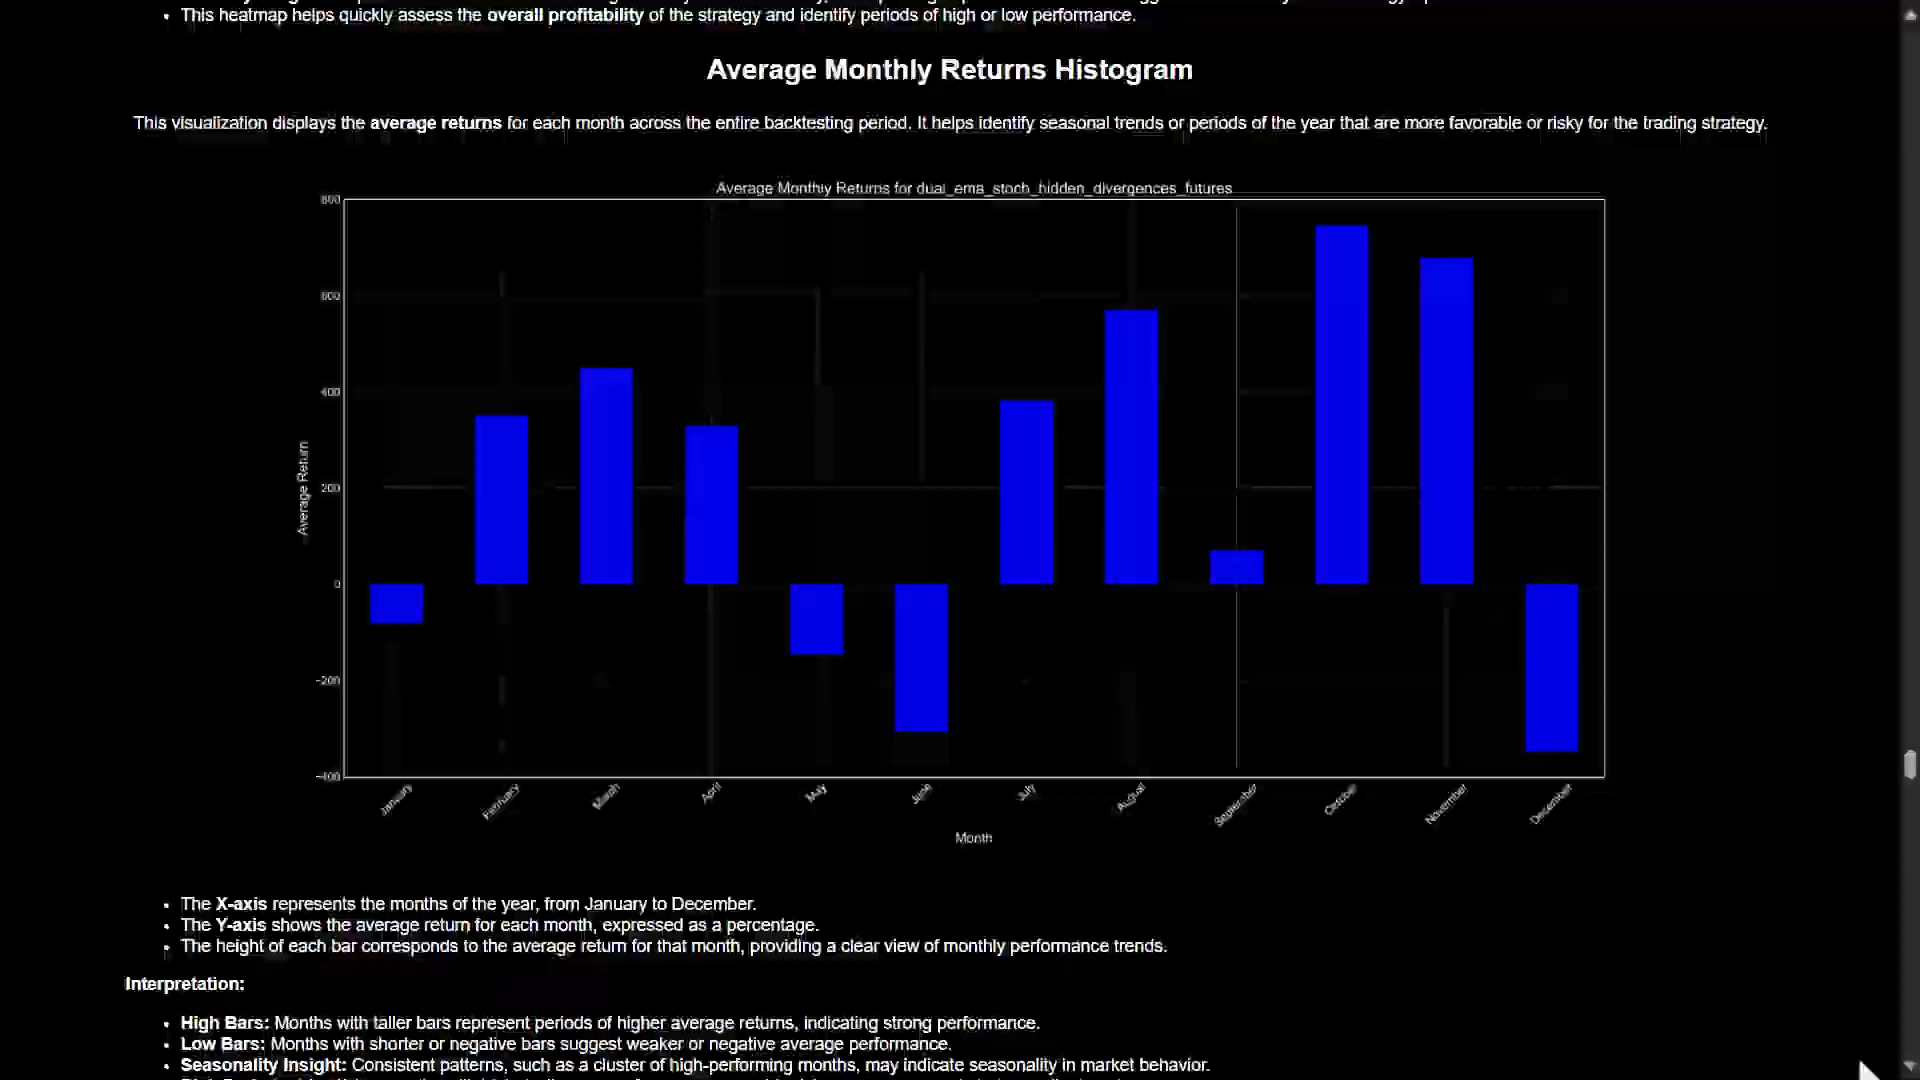 This heatmap helps quickly assess the overall profitability of the strategy and identify periods of high or low performance.
Average Monthly Returns Histogram
This visualization displays the average returns for each month across the entire backtesting period. It helps identify seasonal trends or periods of the year that are more favorable or risky for the trading strategy.
Average Monthly Returns for dual_ema_stoch_hidden_divergences_futures
800
600
400
200
0
-200
-400
Average Return
January February March April May June July August September October November December
Month
The X-axis represents the months of the year, from January to December.
The Y-axis shows the average return for each month, expressed as a percentage.
The height of each bar corresponds to the average return for that month, providing a clear view of monthly performance trends.
Interpretation:
High Bars: Months with taller bars represent periods of higher average returns, indicating strong performance.
Low Bars: Months with shorter or negative bars suggest weaker or negative average performance.
Seasonality Insight: Consistent patterns, such as a cluster of high-performing months, may indicate seasonality in market behavior.